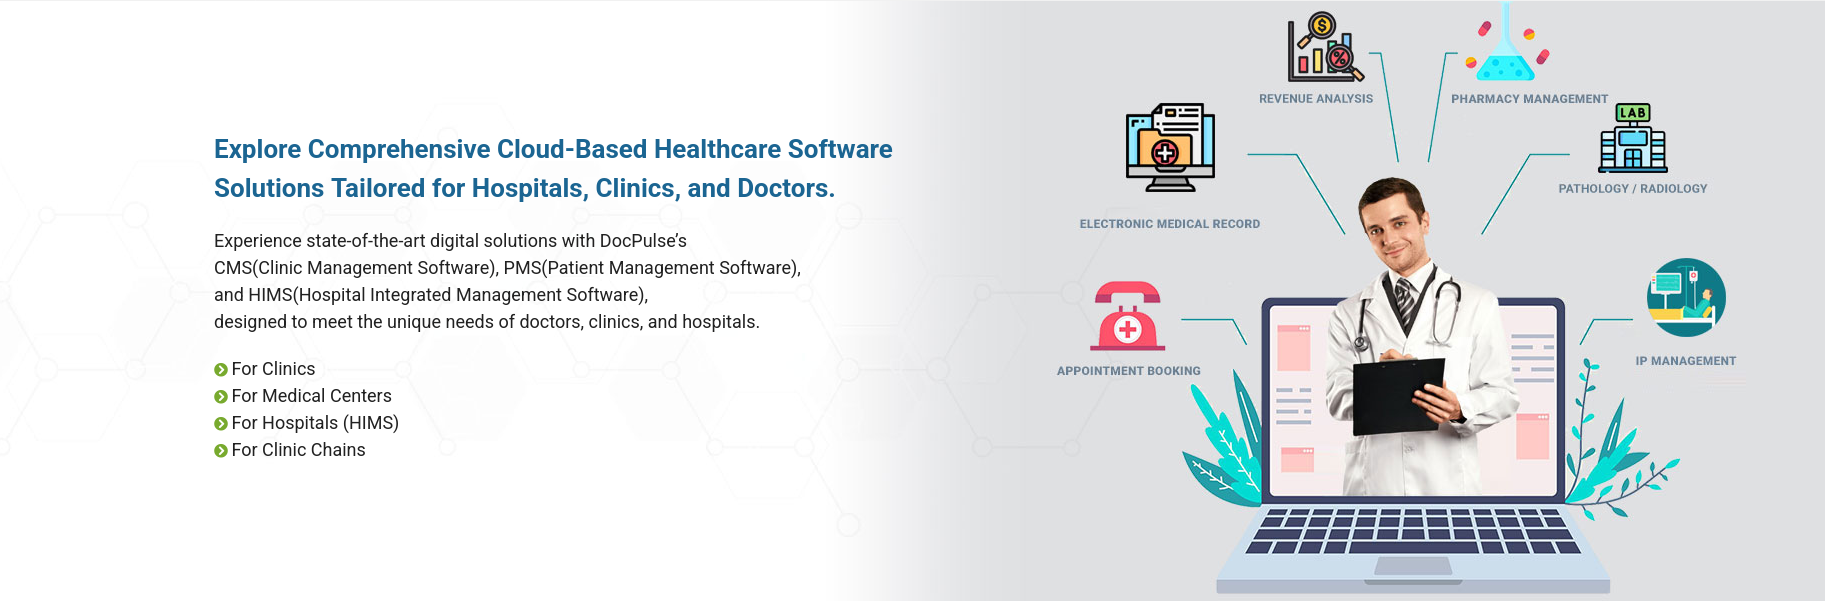 Explore Comprehensive Cloud-Based Healthcare Software
Solutions Tailored for Hospitals, Clinics, and Doctors.
Experience state-of-the-art digital solutions with DocPulse’s
CMS(Clinic Management Software), PMS(Patient Management Software),
and HIMS(Hospital Integrated Management Software),
designed to meet the unique needs of doctors, clinics, and hospitals.
For Clinics
For Medical Centers
For Hospitals (HIMS)
For Clinic Chains
REVENUE ANALYSIS
PHARMACY MANAGEMENT
LAB
PATHOLOGY / RADIOLOGY
ELECTRONIC MEDICAL RECORD
IP MANAGEMENT
APPOINTMENT BOOKING